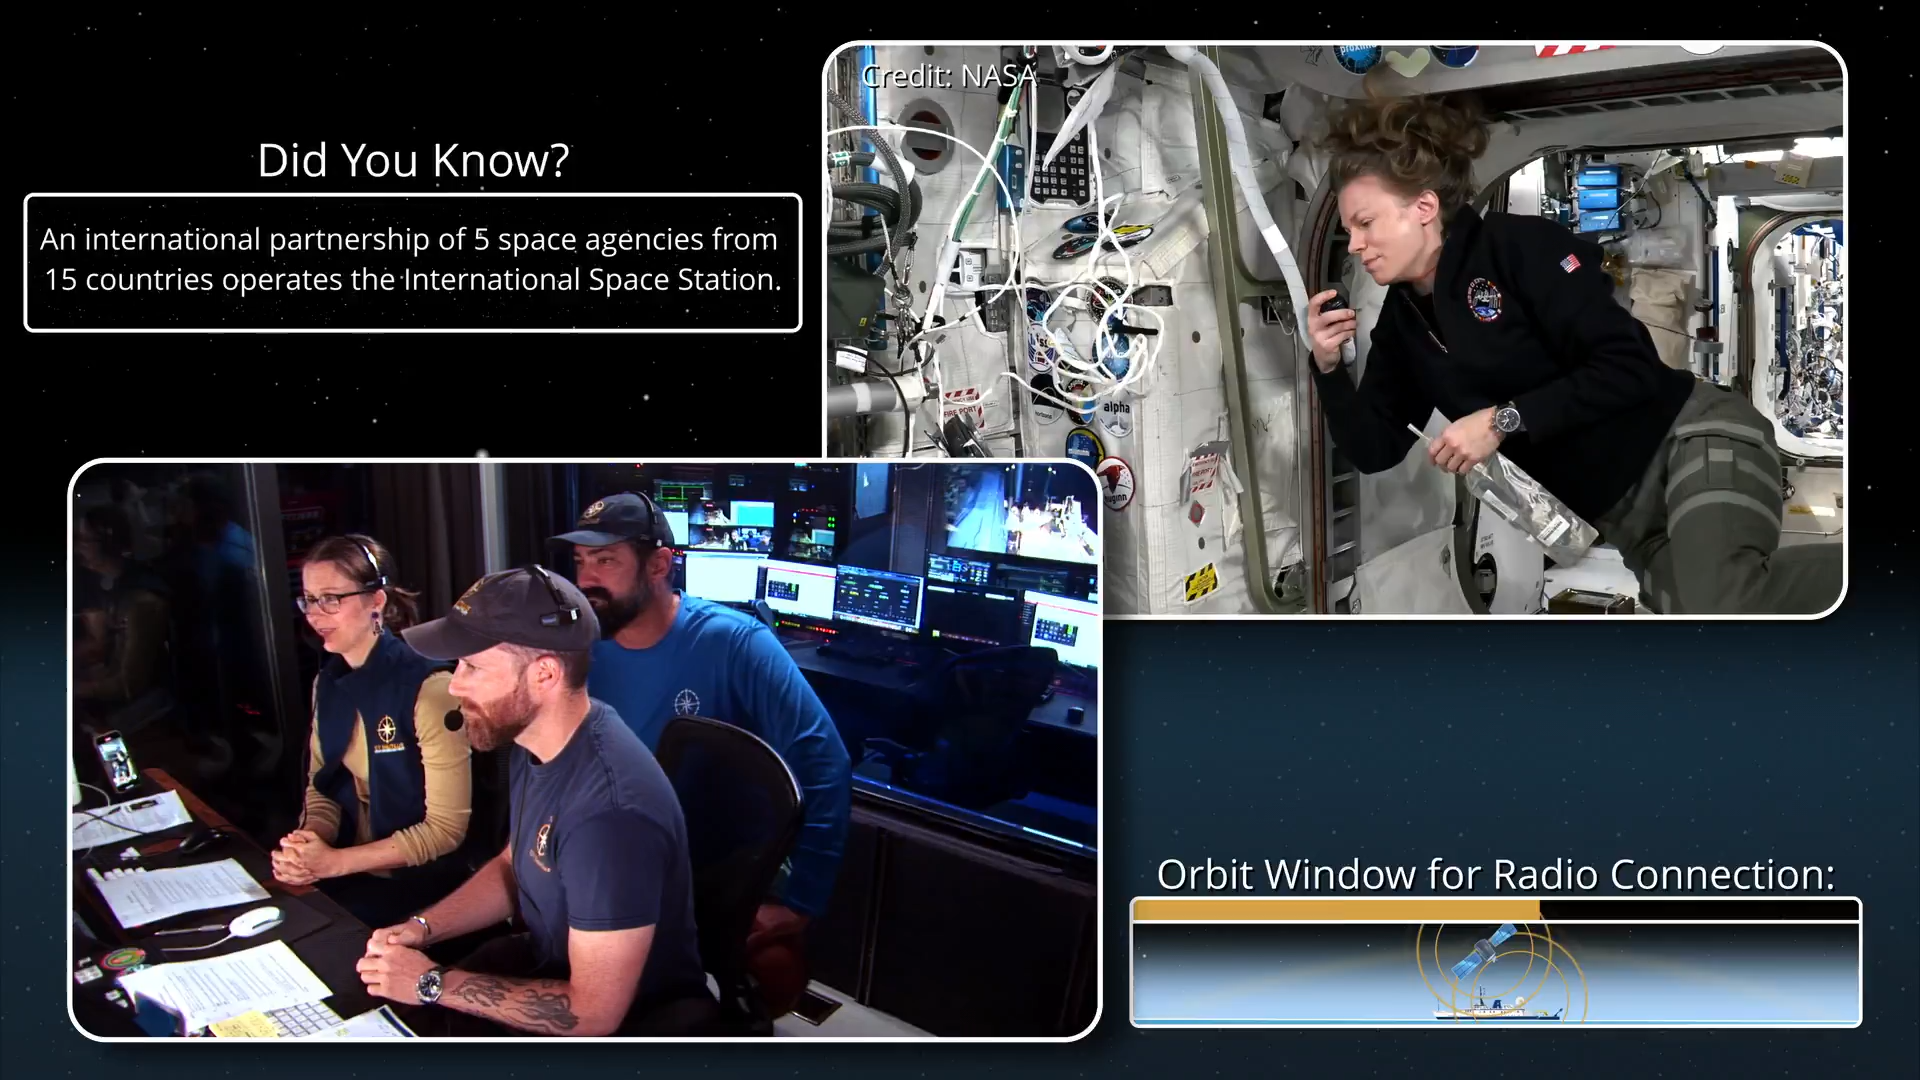 Credit: NASA
Did You Know?
An international partnership of 5 space agencies from
15 countries operates the International Space Station.
alpha
FIRE PORT
Orbit Window for Radio Connection: